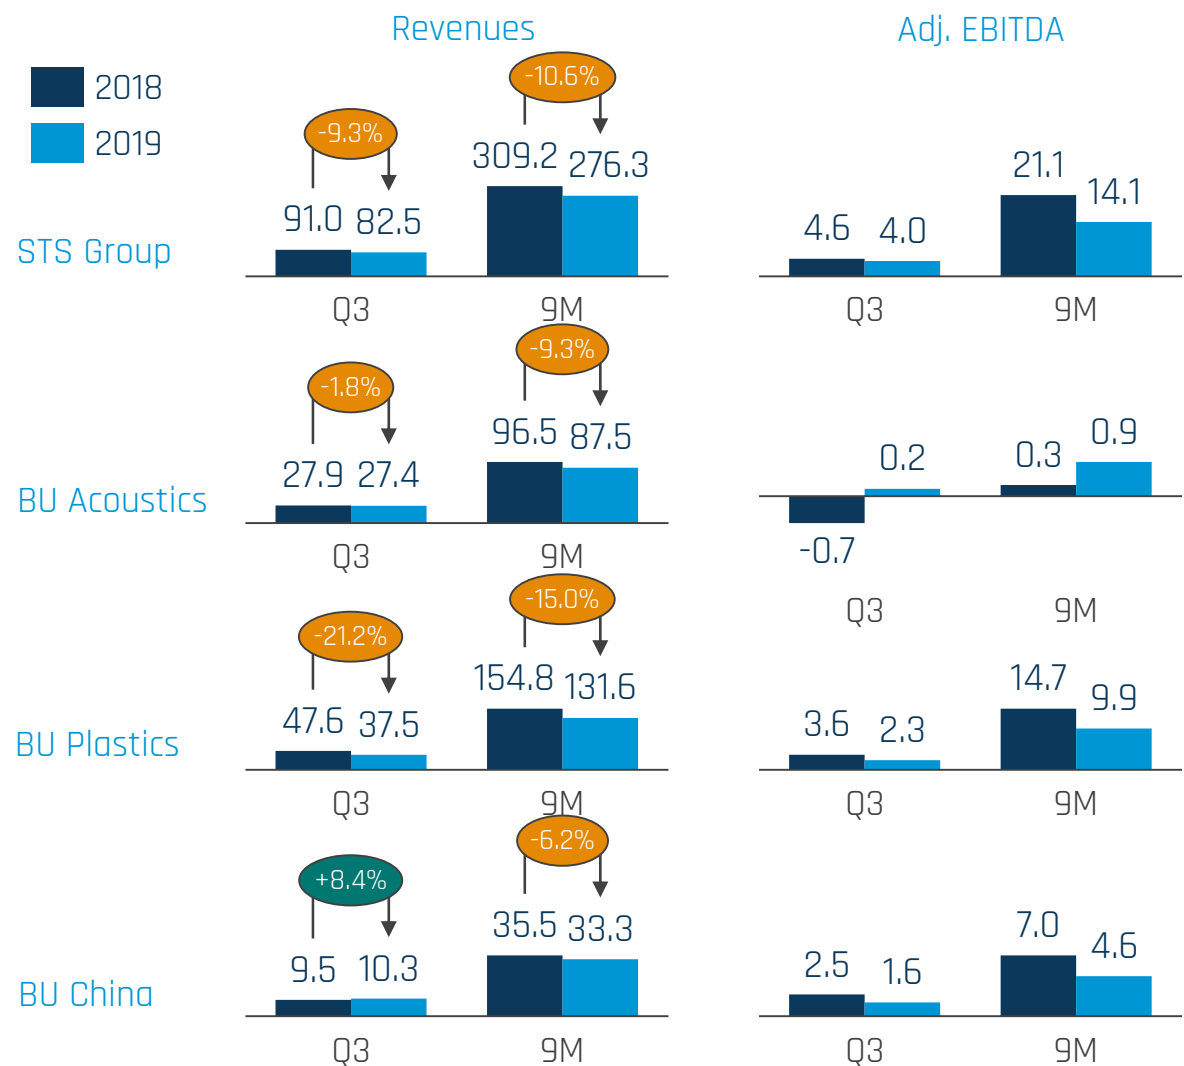 Revenues
Adj. EBITDA
2018
2019
STS Group
-9.3%
-10.6%
91.0 82.5
309.2 276.3
Q3
9M
4.6 4.0
21.1 14.1
Q3
9M
BU Acoustics
-1.8%
-9.3%
27.9 27.4
96.5 87.5
Q3
9M
-0.7 0.2
0.3 0.9
Q3
9M
BU Plastics
-21.2%
-15.0%
47.6 37.5
154.8 131.6
Q3
9M
3.6 2.3
14.7 9.9
Q3
9M
BU China
+8.4%
-6.2%
9.5 10.3
35.5 33.3
Q3
9M
2.5 1.6
7.0 4.6
Q3
9M